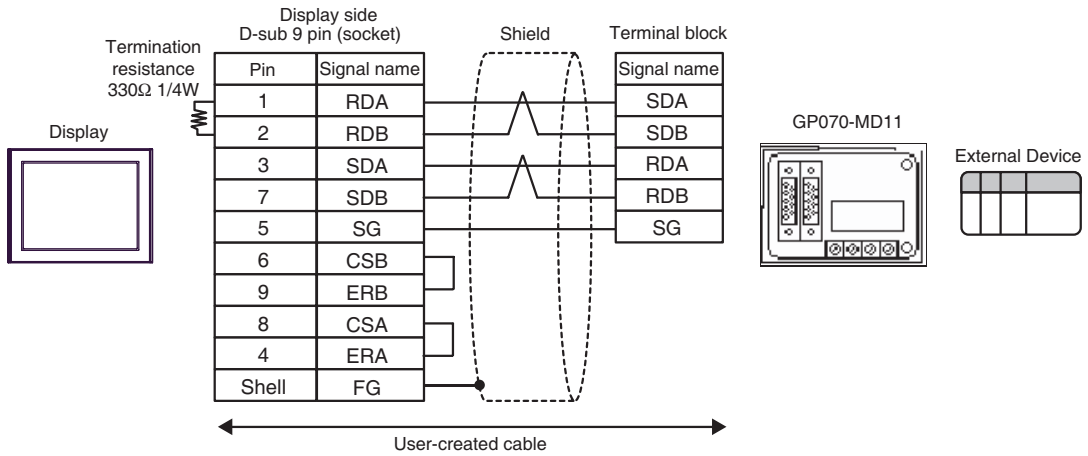 Display side
D-sub 9 pin (socket)
Shield
Terminal block
Termination
resistance
330Ω 1/4W
Pin Signal name
Signal name
1 RDA
SDA
2 RDB
SDB
3 SDA
RDA
7 SDB
RDB
5 SG
SG
6 CSB
9 ERB
8 CSA
4 ERA
Shell FG
Display
GP070-MD11
External Device
User-created cable